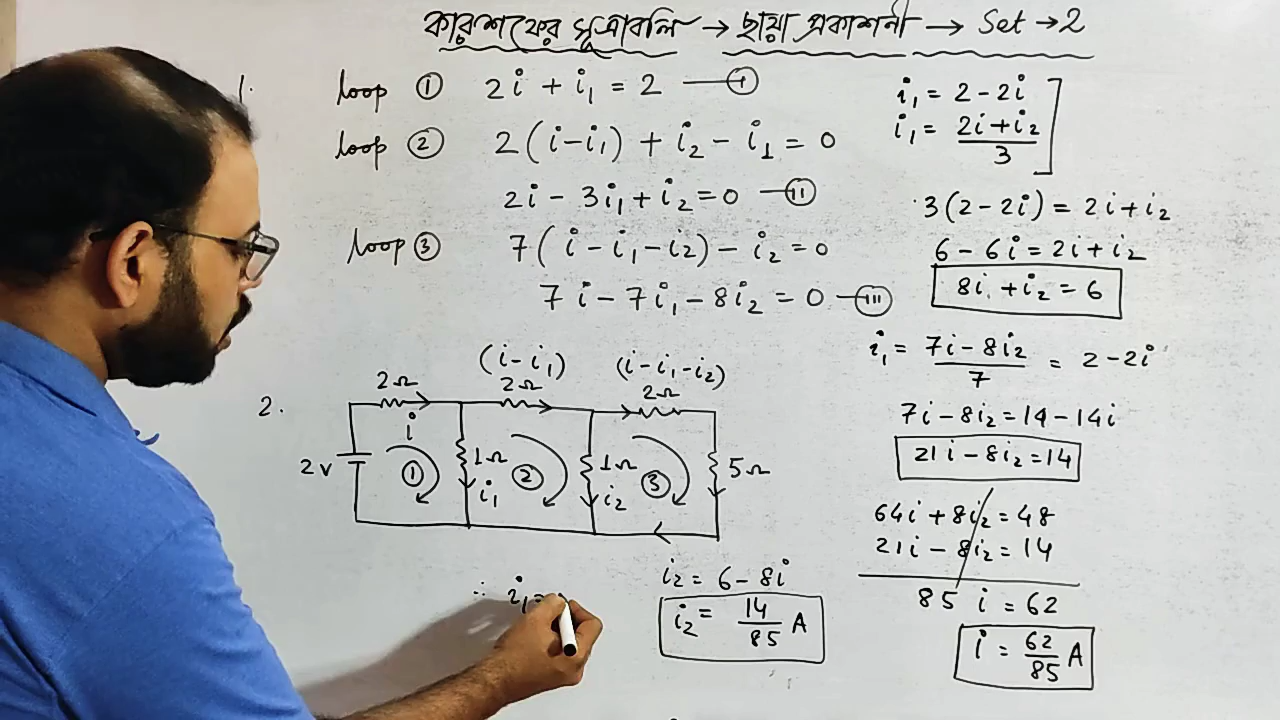 কারশফের সূত্রাবলি → ছায়া প্রকাশনী → Set → 2
1.
loop ① 2i + i₁ = 2 —Ⓘ
loop ② 2(i-i₁) + i₂ - i₁ = 0
2i - 3i₁ + i₂ = 0 —(II)
loop ③ 7(i - i₁ - i₂) - i₂ = 0
7i - 7i₁ - 8i₂ = 0 —(III)
2.
2Ω
i
(i-i₁)
2Ω
(i-i₁-i₂)
2Ω
2v
①
1Ω
i₁
②
1Ω
i₂
③
5Ω
∴ i₁ =
i₂ = 6 - 8i
i₂ = 14/85 A
i₁ = 2 - 2i
i₁ = (2i + i₂)/3
3(2 - 2i) = 2i + i₂
6 - 6i = 2i + i₂
8i + i₂ = 6
i₁ = (7i - 8i₂)/7 = 2 - 2i
7i - 8i₂ = 14 - 14i
21i - 8i₂ = 14
64i + 8i₂ = 48
21i - 8i₂ = 14
85 i = 62
i = 62/85 A